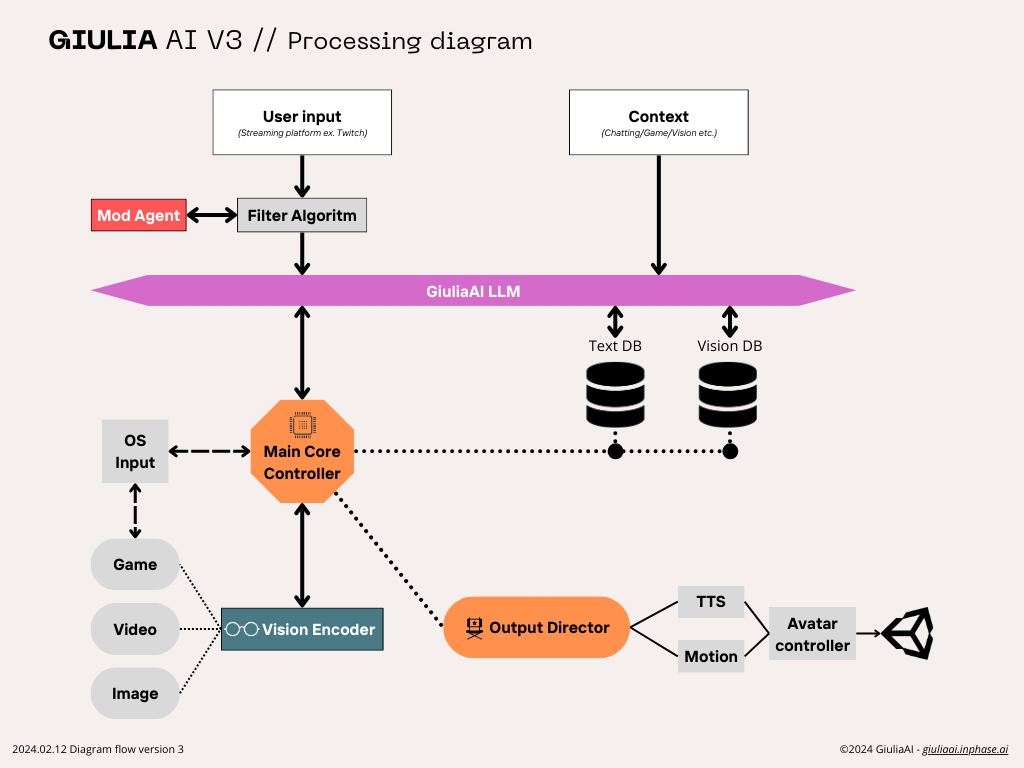 GIULIA AI V3 // Processing diagram
User input
(Streaming platform ex. Twitch)
Context
(Chatting/Game/Vision etc.)
Mod Agent
Filter Algoritm
GiuliaAI LLM
Text DB
Vision DB
OS
Input
Main Core
Controller
Game
Video
Image
Vision Encoder
Output Director
TTS
Motion
Avatar
controller
2024.02.12 Diagram flow version 3
©2024 GiuliaAI - giuliaai.inphase.ai